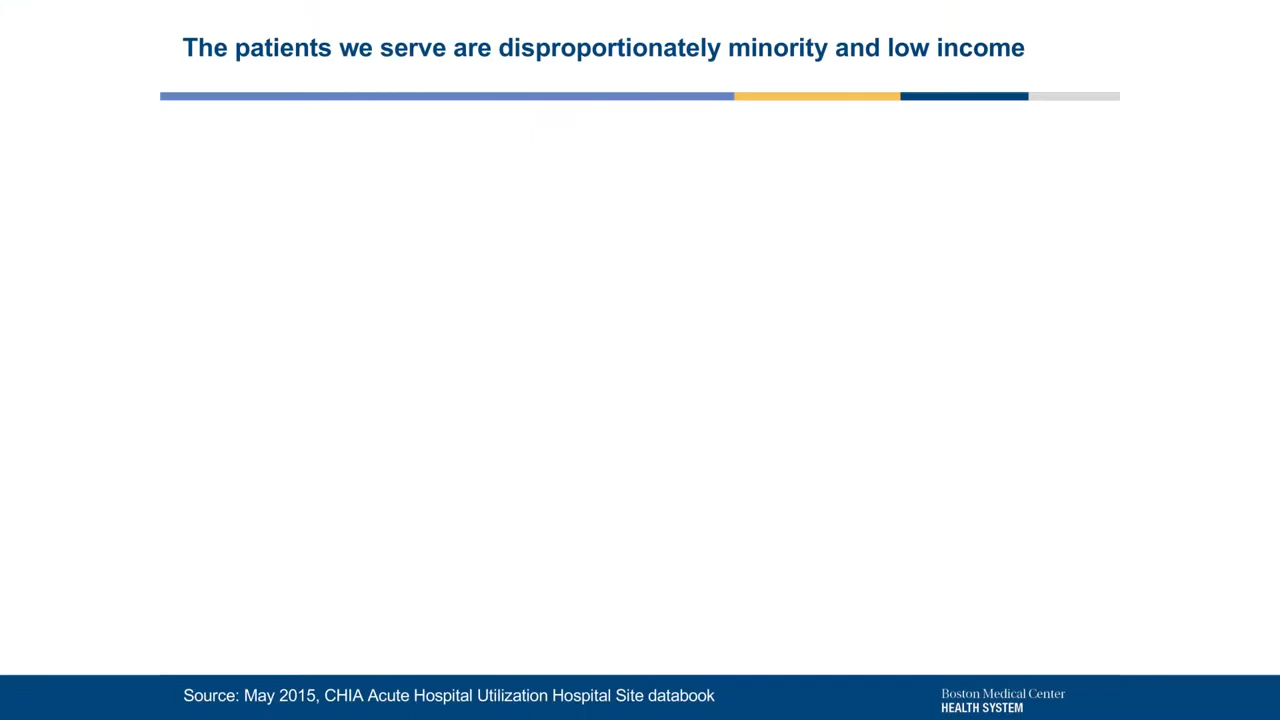 The patients we serve are disproportionately minority and low income
Source: May 2015, CHIA Acute Hospital Utilization Hospital Site databook
Boston Medical Center
HEALTH SYSTEM